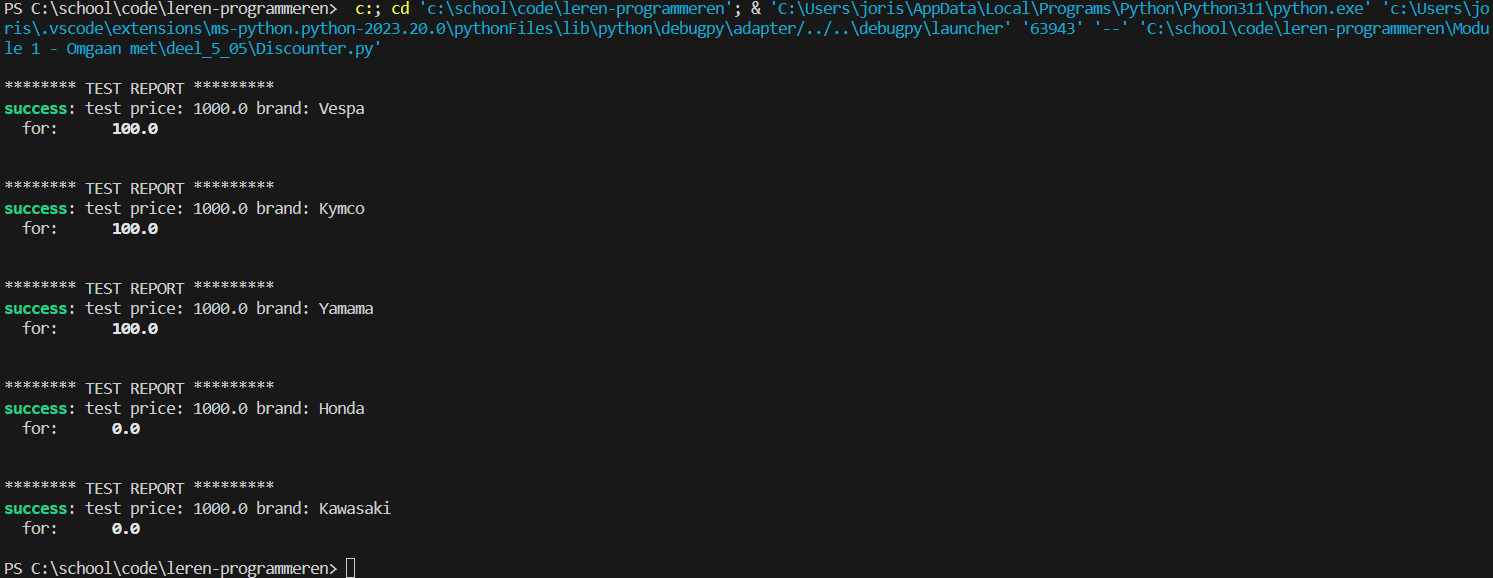 PS C:\school\code\leren-programmeren>  c:; cd 'c:\school\code\leren-programmeren'; & 'C:\Users\joris\AppData\Local\Programs\Python\Python311\python.exe' 'c:\Users\jo
ris\.vscode\extensions\ms-python.python-2023.20.0\pythonFiles\lib\python\debugpy\adapter/../..\debugpy\launcher' '63943' '--' 'C:\school\code\leren-programmeren\Modu
le 1 - Omgaan met\deel_5_05\Discounter.py'
******** TEST REPORT *********
success: test price: 1000.0 brand: Vespa
for: 100.0
******** TEST REPORT *********
success: test price: 1000.0 brand: Kymco
for: 100.0
******** TEST REPORT *********
success: test price: 1000.0 brand: Yamama
for: 100.0
******** TEST REPORT *********
success: test price: 1000.0 brand: Honda
for: 0.0
******** TEST REPORT *********
success: test price: 1000.0 brand: Kawasaki
for: 0.0
PS C:\school\code\leren-programmeren>